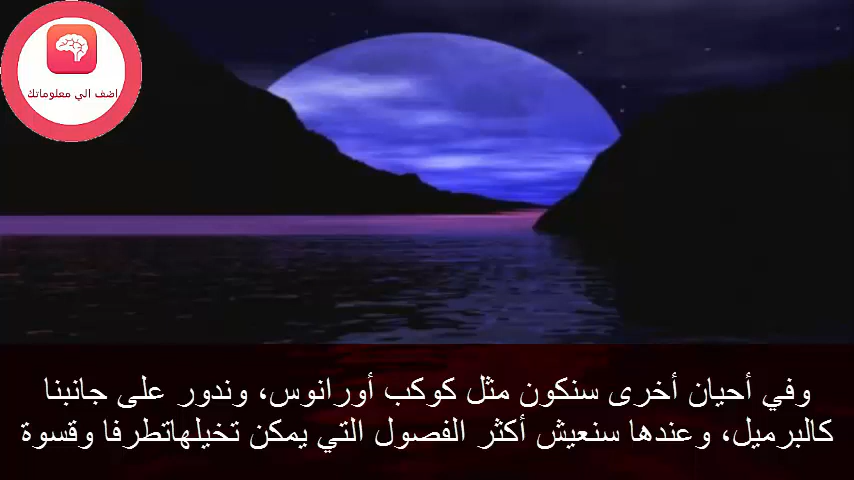 اضف الي معلوماتك
وفي أحيان أخرى سنكون مثل كوكب أورانوس، وندور على جانبنا
كالبرميل، وعندها سنعيش أكثر الفصول التي يمكن تخيلهاتطرفا وقسوة